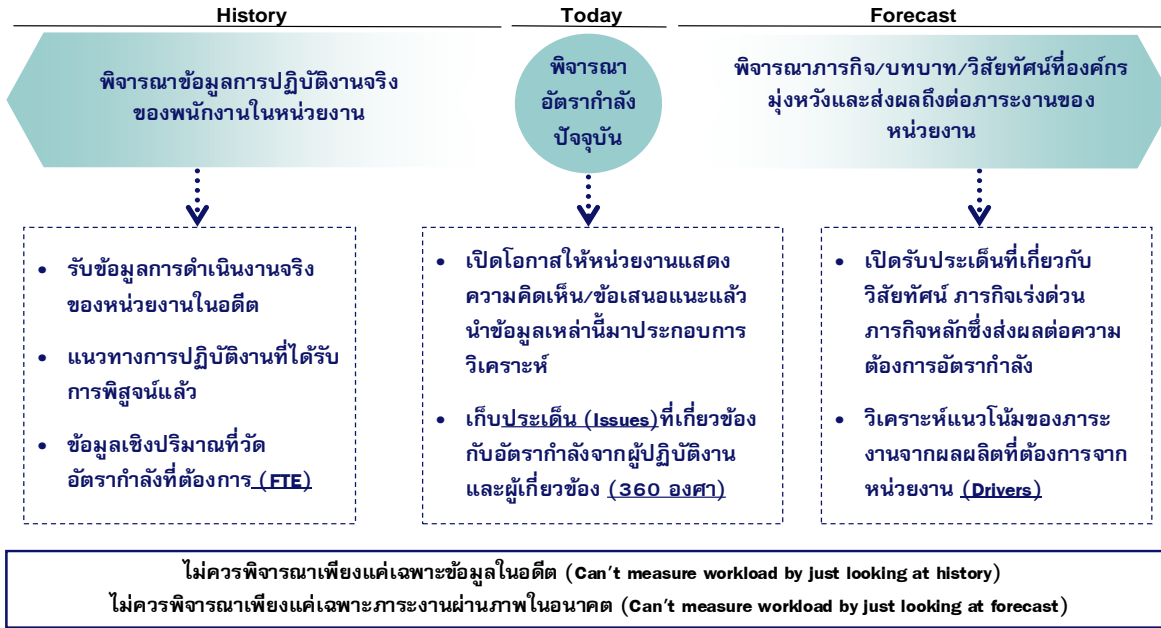 History
Today
Forecast
พิจารณาข้อมูลการปฏิบัติงานจริง
ของพนักงานในหน่วยงาน
พิจารณา
อัตรากำลัง
ปัจจุบัน
พิจารณาภารกิจ/บทบาท/วิสัยทัศน์ที่องค์กร
มุ่งหวังและส่งผลถึงต่อภาระงานของ
หน่วยงาน
• รับข้อมูลการดำเนินงานจริง
ของหน่วยงานในอดีต
• แนวทางการปฏิบัติงานที่ได้รับ
การพิสูจน์แล้ว
• ข้อมูลเชิงปริมาณที่วัด
อัตรากำลังที่ต้องการ (FTE)
• เปิดโอกาสให้หน่วยงานแสดง
ความคิดเห็น/ข้อเสนอแนะแล้ว
นำข้อมูลเหล่านี้มาประกอบการ
วิเคราะห์
• เก็บประเด็น (Issues)ที่เกี่ยวข้อง
กับอัตรากำลังจากผู้ปฏิบัติงาน
และผู้เกี่ยวข้อง (360 องศา)
• เปิดรับประเด็นที่เกี่ยวกับ
วิสัยทัศน์ ภารกิจเร่งด่วน
ภารกิจหลักซึ่งส่งผลต่อความ
ต้องการอัตรากำลัง
• วิเคราะห์แนวโน้มของภาระ
งานจากผลผลิตที่ต้องการจาก
หน่วยงาน (Drivers)
ไม่ควรพิจารณาเพียงแค่เฉพาะข้อมูลในอดีต (Can't measure workload by just looking at history)
ไม่ควรพิจารณาเพียงแค่เฉพาะภาระงานผ่านภาพในอนาคต (Can't measure workload by just looking at forecast)